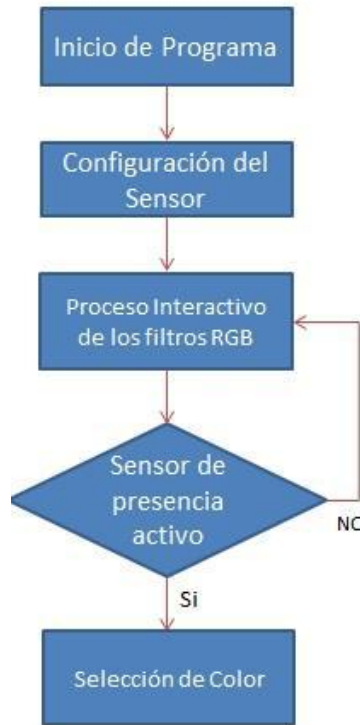 Inicio de Programa
Configuración del
Sensor
Proceso Interactivo
de los filtros RGB
Sensor de
presencia
activo
NO
Si
Selección de Color